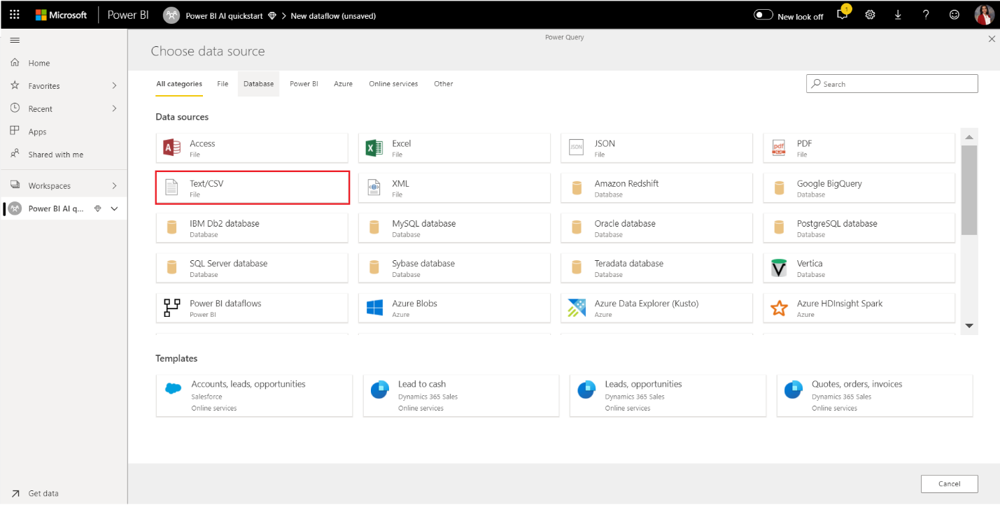 Microsoft Power BI Power BI AI quickstart > New dataflow (unsaved) New look off 1
Power Query
Choose data source
Home
Favorites
Recent
Apps
Shared with me
Workspaces
Power BI AI q...
Get data
All categories File Database Power BI Azure Online services Other Search
Data sources
Access
File
Excel
File
JSON
JSON
File
pdf
PDF
File
Text/CSV
File
XML
File
Amazon Redshift
Database
Google BigQuery
Database
IBM Db2 database
Database
MySQL database
Database
Oracle database
Database
PostgreSQL database
Database
SQL Server database
Database
Sybase database
Database
Teradata database
Database
Vertica
Database
Power BI dataflows
Power BI
Azure Blobs
Azure
Azure Data Explorer (Kusto)
Azure
Azure HDInsight Spark
Azure
Templates
Accounts, leads, opportunities
Salesforce
Online services
Lead to cash
Dynamics 365 Sales
Online services
Leads, opportunities
Dynamics 365 Sales
Online services
Quotes, orders, invoices
Dynamics 365 Sales
Online services
Cancel